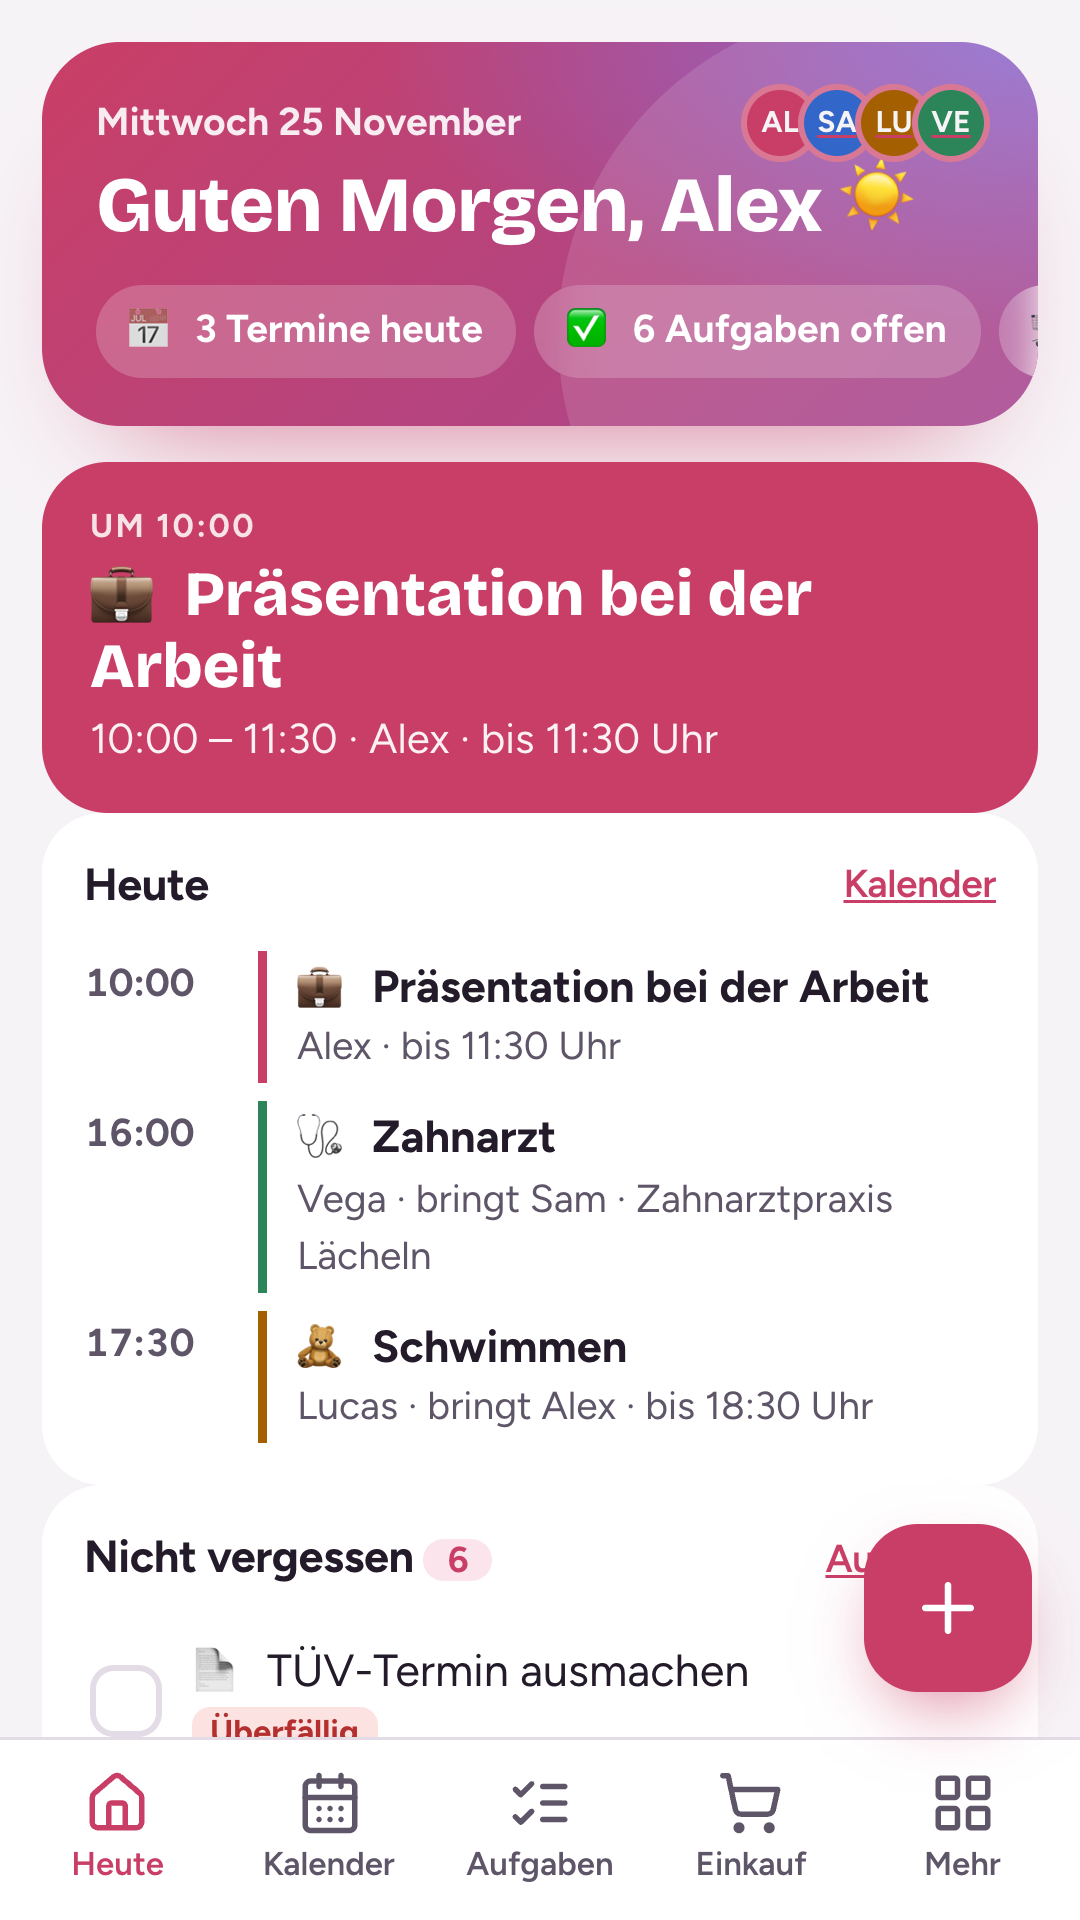 Mittwoch 25 November
AL SA LU VE
Guten Morgen, Alex ☀️
📅 3 Termine heute
✅ 6 Aufgaben offen
UM 10:00
💼 Präsentation bei der
Arbeit
10:00 – 11:30 · Alex · bis 11:30 Uhr
Heute
Kalender
10:00
💼 Präsentation bei der Arbeit
Alex · bis 11:30 Uhr
16:00
🩺 Zahnarzt
Vega · bringt Sam · Zahnarztpraxis
Lächeln
17:30
🧸 Schwimmen
Lucas · bringt Alex · bis 18:30 Uhr
Nicht vergessen 6
📄 TÜV-Termin ausmachen
Überfällig
Heute
Kalender
Aufgaben
Einkauf
Mehr